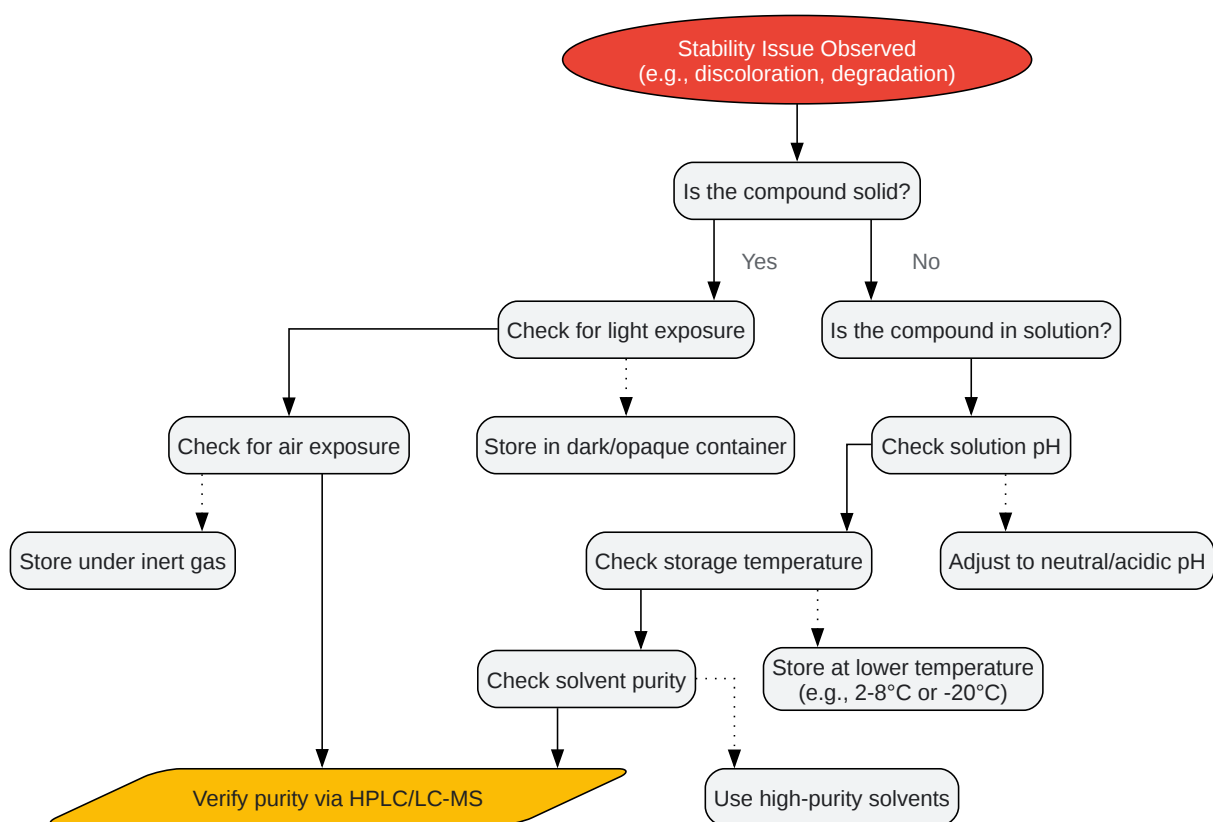 Stability Issue Observed
(e.g., discoloration, degradation)
Is the compound solid?
Yes
No
Check for light exposure
Is the compound in solution?
Check for air exposure
Store in dark/opaque container
Check solution pH
Store under inert gas
Check storage temperature
Adjust to neutral/acidic pH
Check solvent purity
Store at lower temperature
(e.g., 2-8°C or -20°C)
Verify purity via HPLC/LC-MS
Use high-purity solvents